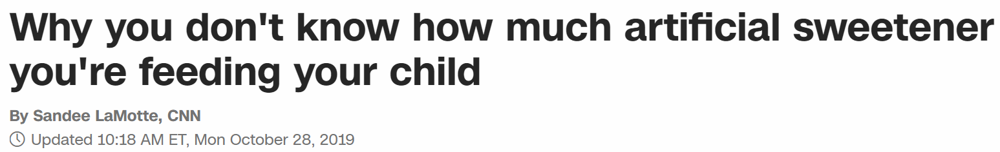 Why you don't know how much artificial sweetener
you're feeding your child
By Sandee LaMotte, CNN
Updated 10:18 AM ET, Mon October 28, 2019